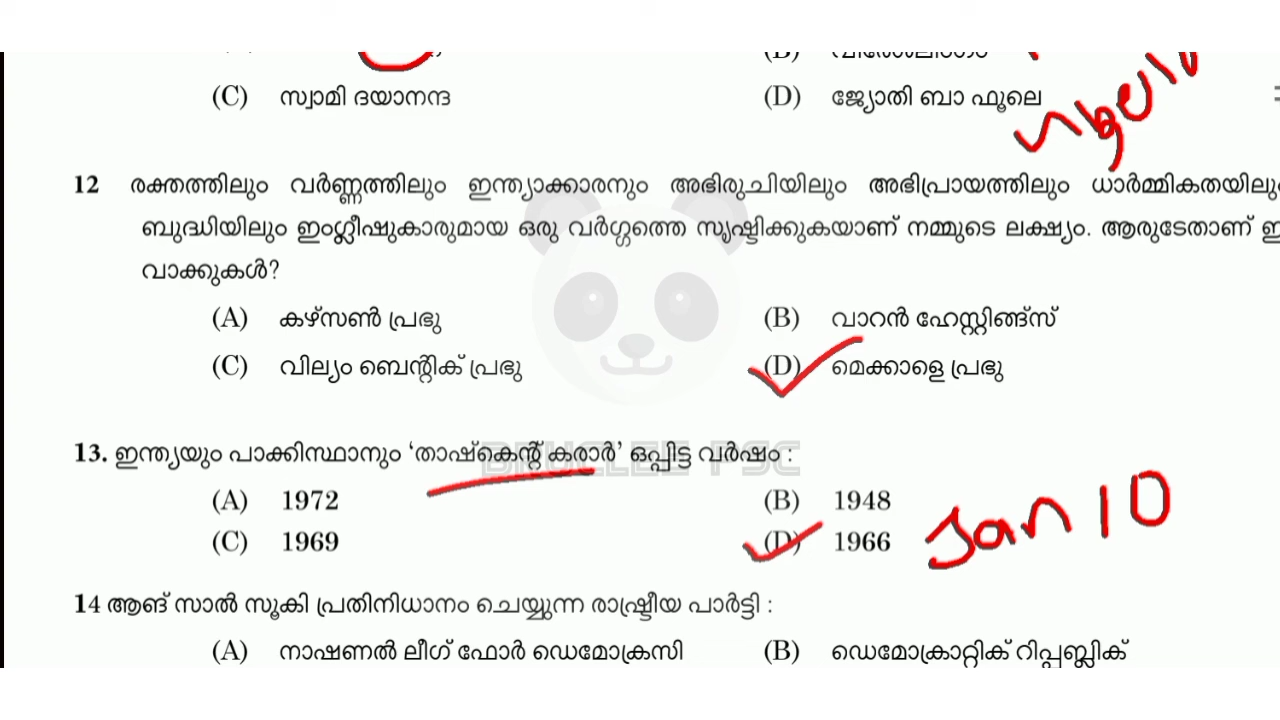 (C) സ്വാമി ദയാനന്ദ (D) ജ്യോതി ബാ ഫൂലെ
12 രക്തത്തിലും വർണ്ണത്തിലും ഇന്ത്യാക്കാരനും അഭിരുചിയിലും അഭിപ്രായത്തിലും ധാർമ്മികതയിലും
ബുദ്ധിയിലും ഇംഗ്ലീഷുകാരുമായ ഒരു വർഗ്ഗത്തെ സൃഷ്ടിക്കുകയാണ് നമ്മുടെ ലക്ഷ്യം. ആരുടേതാണ്
വാക്കുകൾ?
(A) കഴ്സൺ പ്രഭു (B) വാറൻ ഹേസ്റ്റിങ്ങ്സ്
(C) വില്യം ബെന്റിക് പ്രഭു (D) മെക്കാളെ പ്രഭു
13. ഇന്ത്യയും പാക്കിസ്ഥാനും ‘താഷ്കെന്റ് കരാർ’ ഒപ്പിട്ട വർഷം :
BRUCLEE PSC
(A) 1972 (B) 1948
(C) 1969 (D) 1966 Jan 10
14 ആങ് സാൻ സൂകി പ്രതിനിധാനം ചെയ്യുന്ന രാഷ്ട്രീയ പാർട്ടി :
(A) നാഷണൽ ലീഗ് ഫോർ ഡെമോക്രസി (B) ഡെമോക്രാറ്റിക് റിപ്പബ്ലിക്